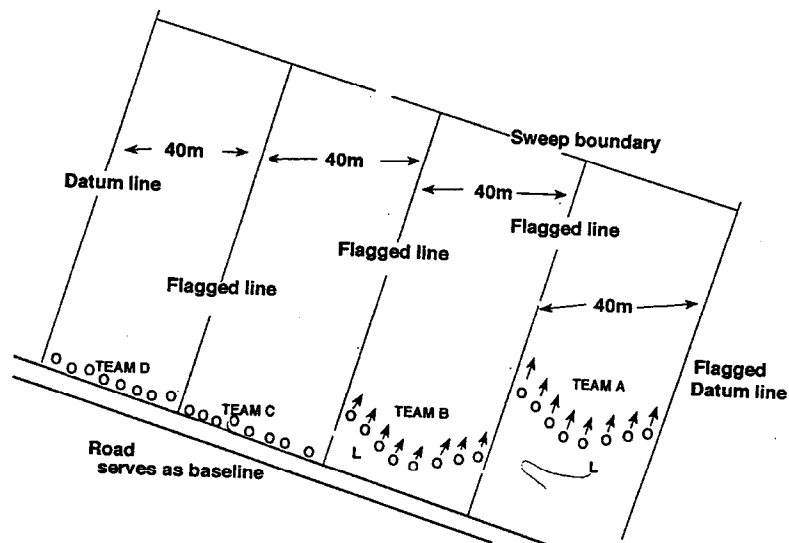 Sweep boundary
40m
40m
Datum line
40m
Flagged line
Flagged line
Flagged line
40m
TEAM D
TEAM A
Flagged
Datum line
TEAM C
TEAM B
Road
serves as baseline
L
L